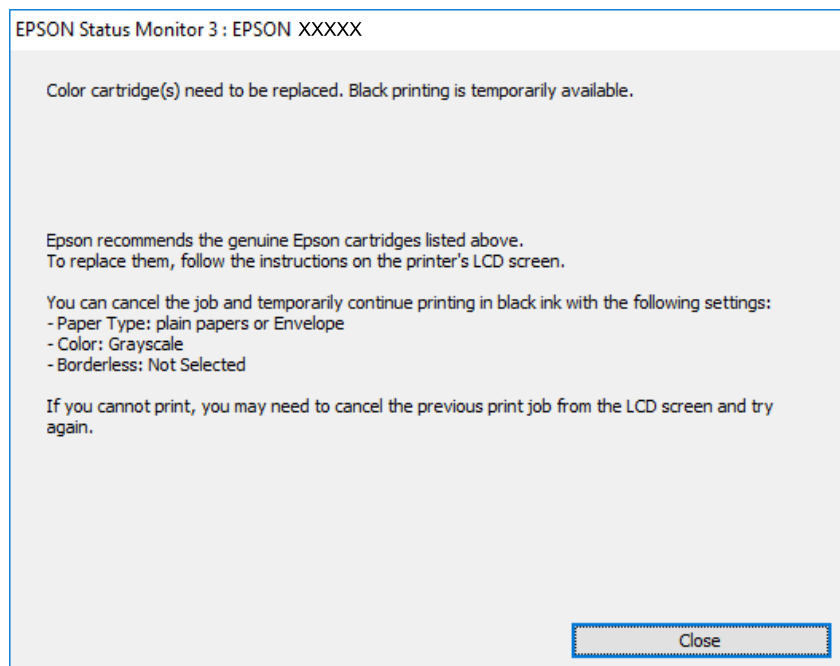 EPSON Status Monitor 3 : EPSON XXXXX
Color cartridge(s) need to be replaced. Black printing is temporarily available.
Epson recommends the genuine Epson cartridges listed above.
To replace them, follow the instructions on the printer's LCD screen.
You can cancel the job and temporarily continue printing in black ink with the following settings:
- Paper Type: plain papers or Envelope
- Color: Grayscale
- Borderless: Not Selected
If you cannot print, you may need to cancel the previous print job from the LCD screen and try
again.
Close